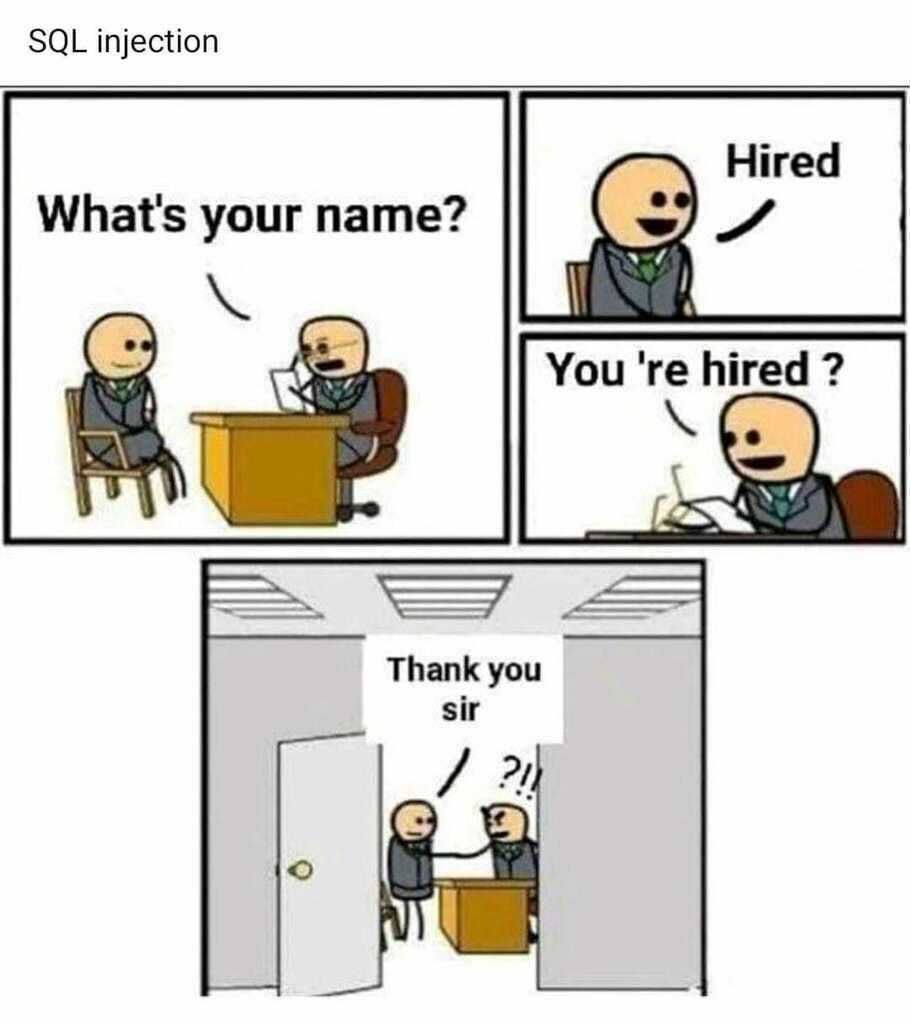 SQL injection
What's your name?
Hired
You 're hired ?
Thank you
sir
?!!